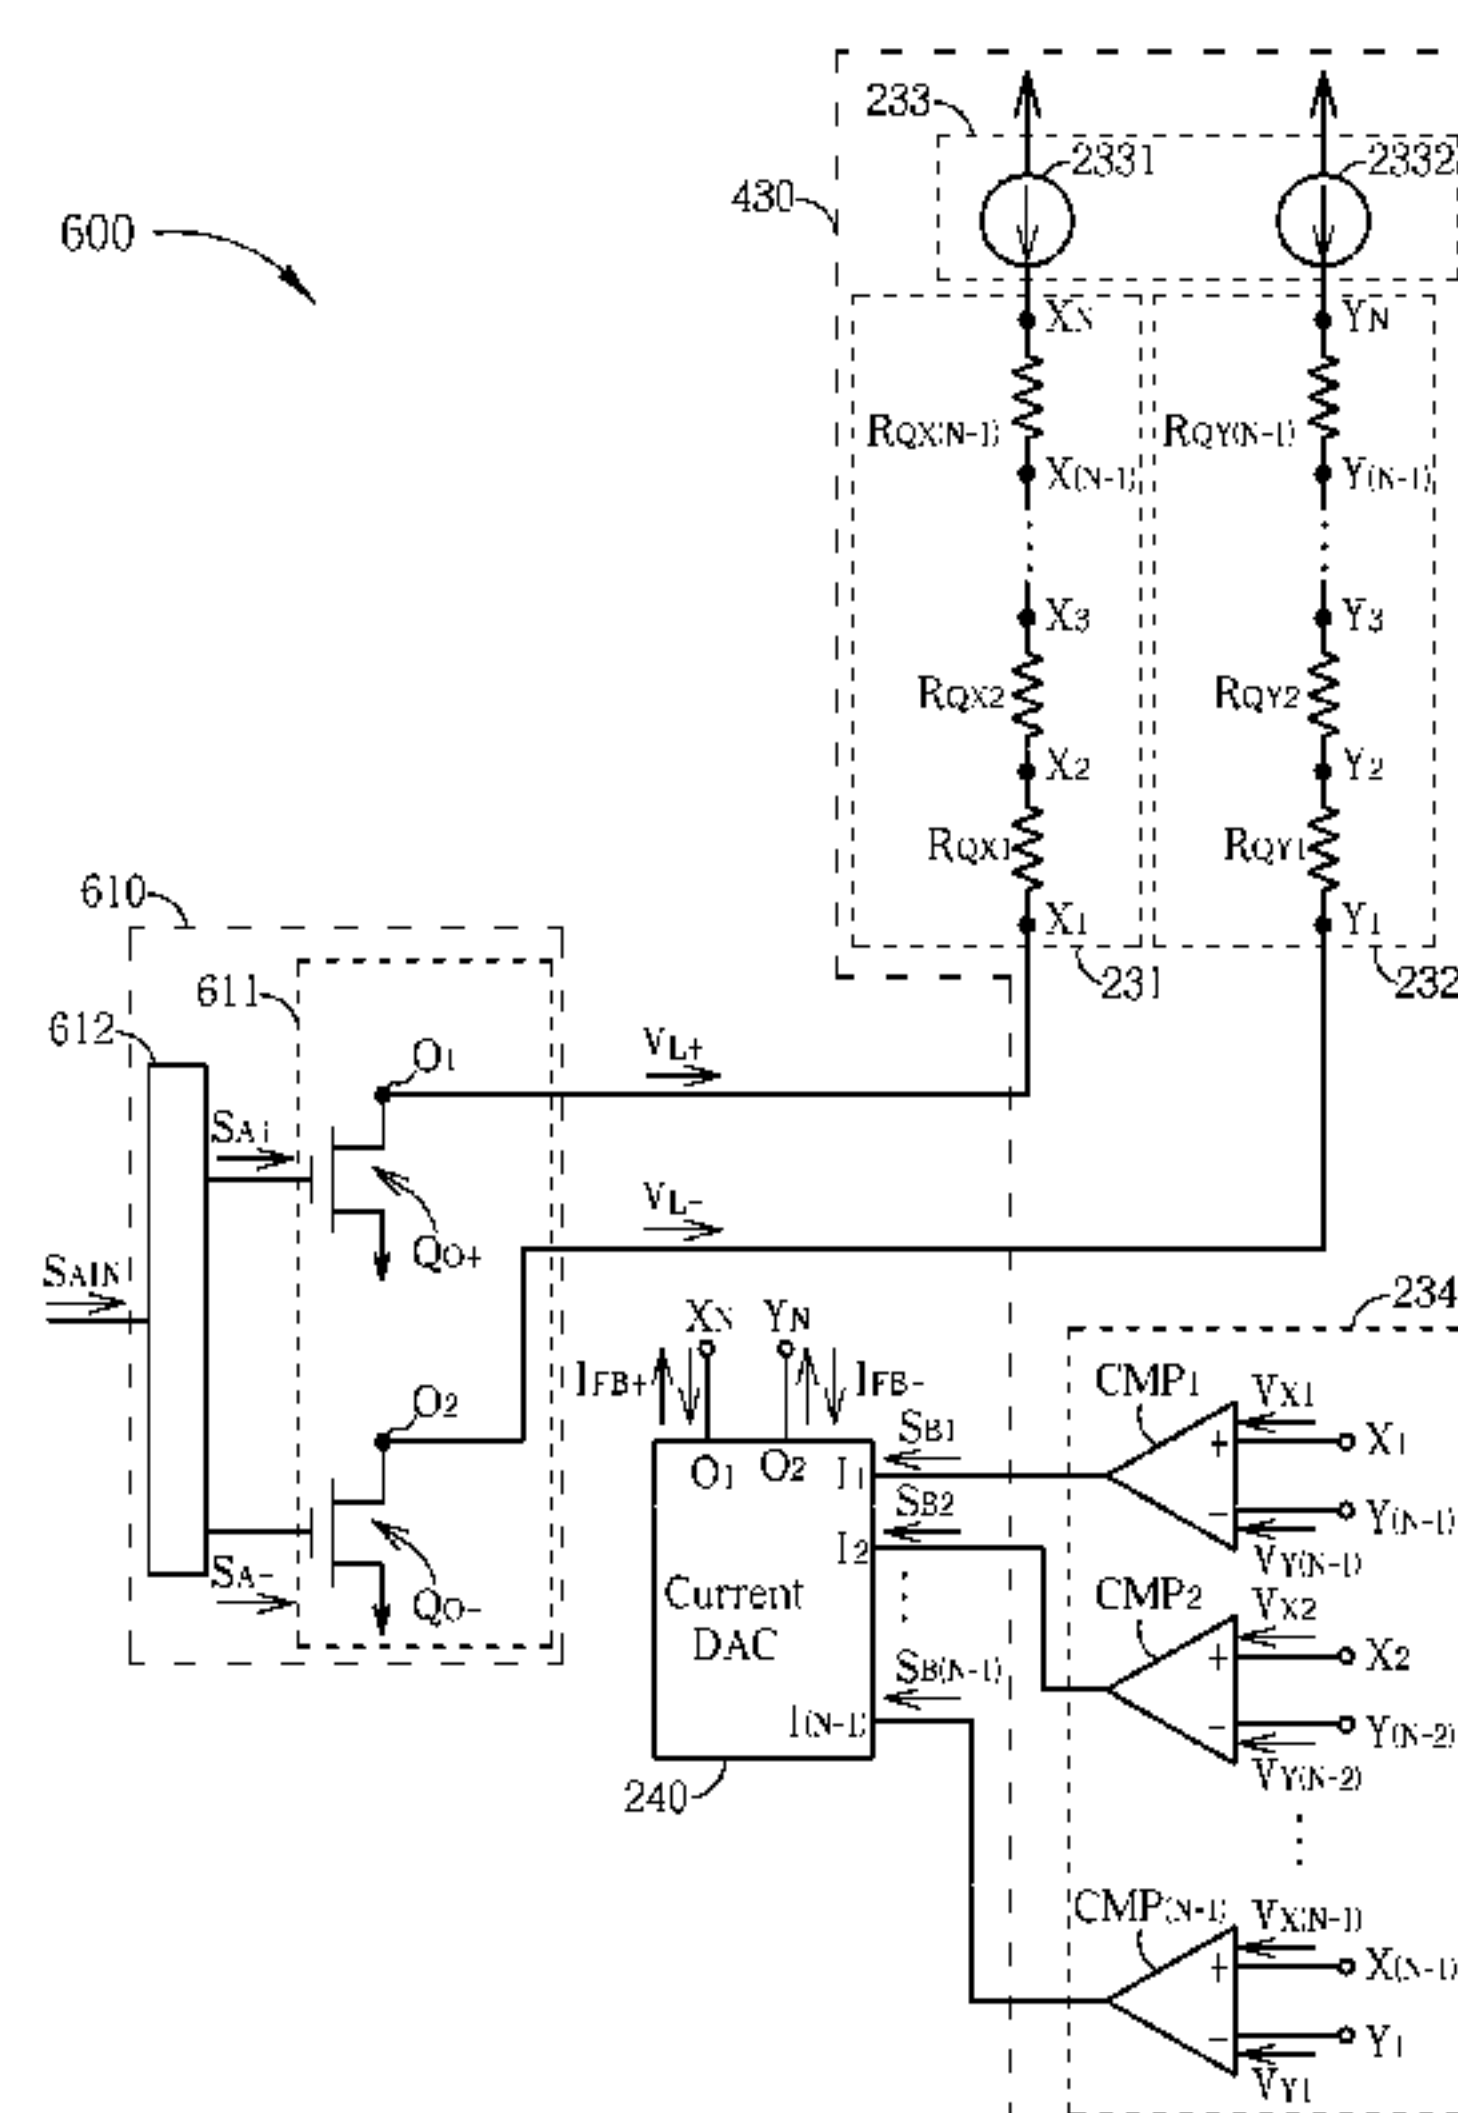 233
2331
2332
430
600
XN
YN
RQX(N-1)
RQY(N-1)
X(N-1)
Y(N-1)
X3
Y3
RQX2
RQY2
X2
Y2
RQX1
RQY1
X1
Y1
231
232
610
611
612
O1
VL+
SA+
QO+
VL-
SAIN
O2
SA-
QO-
XN
YN
IFB+
IFB-
234
CMP1
VX1
X1
+
-
Y(N-1)
VY(N-1)
O1
O2
I1
SB1
I2
SB2
Current
DAC
SB(N-1)
I(N-1)
240
CMP2
VX2
X2
+
-
Y(N-2)
VY(N-2)
CMP(N-1)
VX(N-1)
X(N-1)
+
-
Y1
VY1